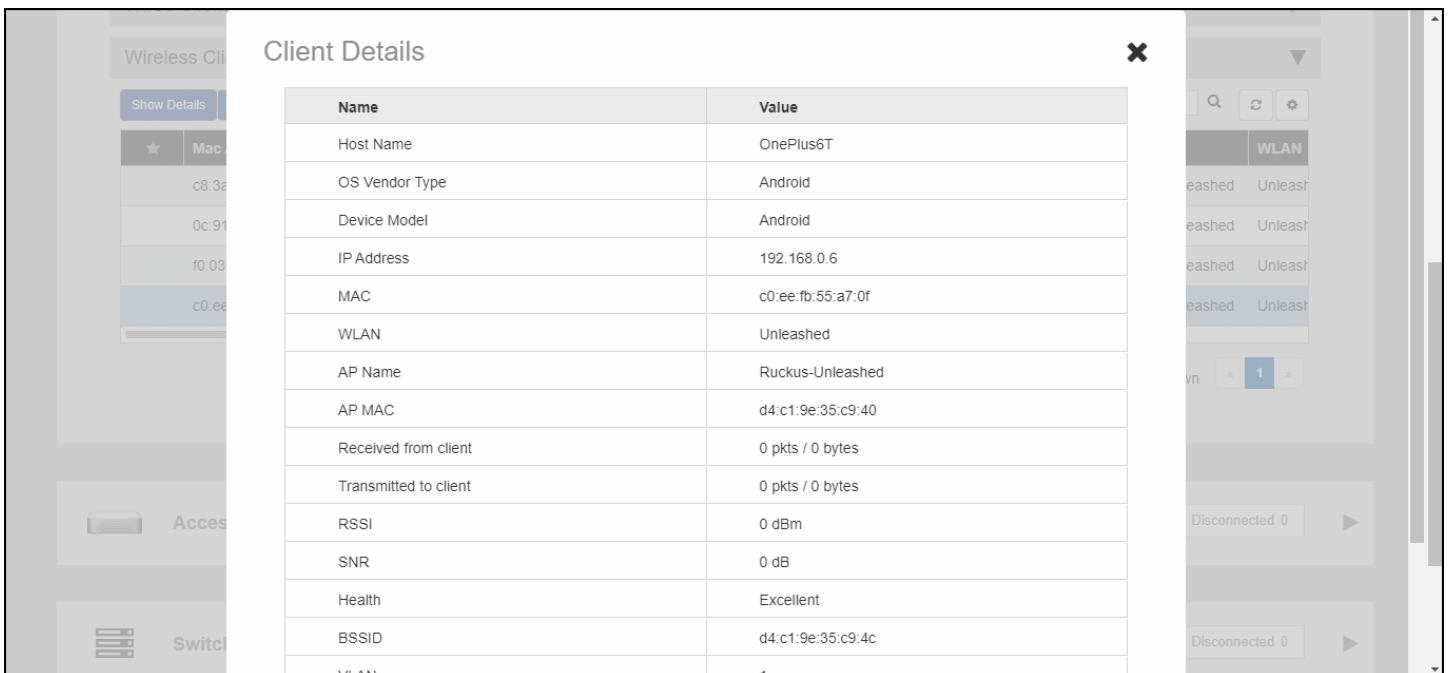 Client Details
Wireless Cli
Show Details
Name Value
Host Name OnePlus6T
Mac WLAN
OS Vendor Type Android
c8:3a eashed Unleash
Device Model Android
0c:91 eashed Unleash
IP Address 192.168.0.6
f0:03 eashed Unleash
MAC c0:ee:fb:55:a7:0f
c0:ee eashed Unleash
WLAN Unleashed
AP Name Ruckus-Unleashed
wn « 1 »
AP MAC d4:c1:9e:35:c9:40
Received from client 0 pkts / 0 bytes
Transmitted to client 0 pkts / 0 bytes
RSSI 0 dBm
Acces Disconnected 0
SNR 0 dB
Health Excellent
BSSID d4:c1:9e:35:c9:4c
Switc Disconnected 0
VLAN